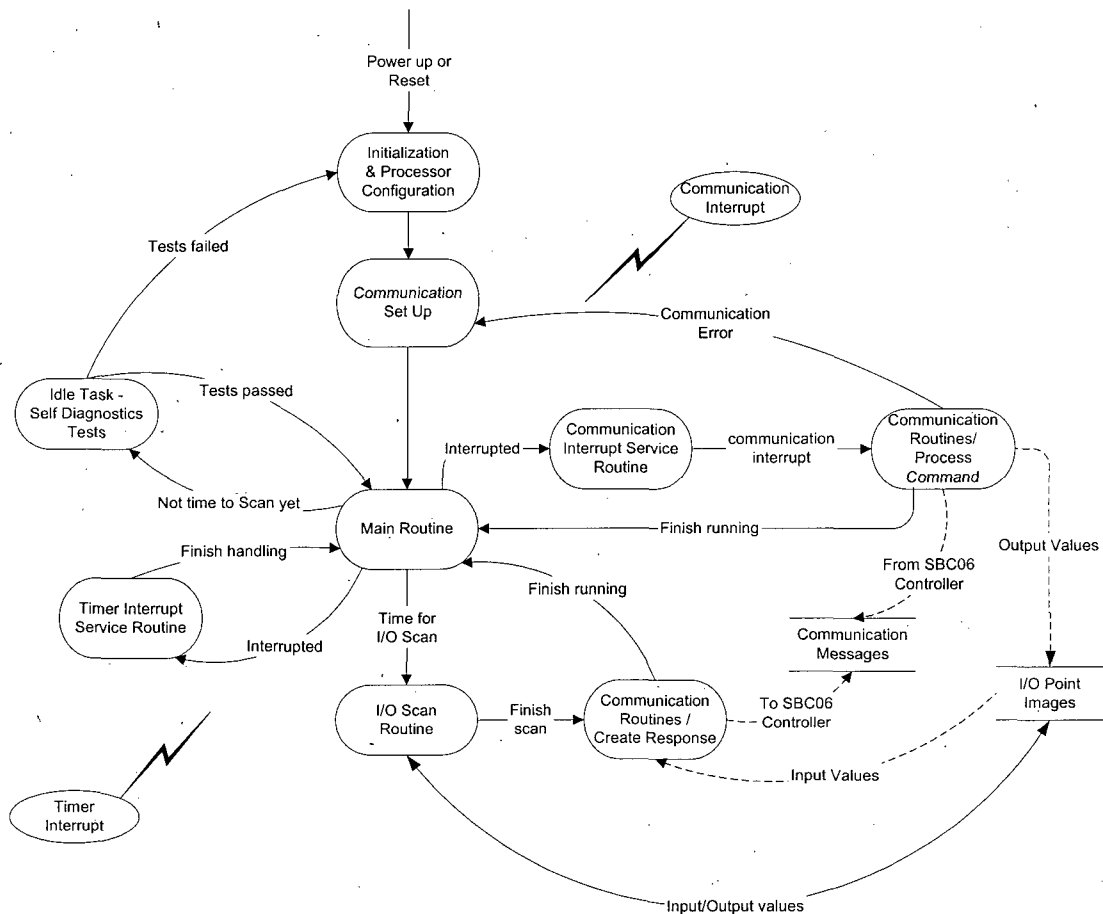 Power up or
Reset
Initialization
& Processor
Configuration
Communication
Interrupt
Tests failed
Communication
Set Up
Communication
Error
Idle Task -
Self Diagnostics
Tests
Tests passed
Interrupted
Communication
Interrupt Service
Routine
communication
interrupt
Communication
Routines/
Process
Command
Not time to Scan yet
Main Routine
Finish running
Finish handling
Output Values
From SBC06
Controller
Timer Interrupt
Service Routine
Interrupted
Time for
I/O Scan
Finish running
Communication
Messages
I/O Scan
Routine
Finish
scan
Communication
Routines /
Create Response
To SBC06
Controller
I/O Point
Images
Input Values
Timer
Interrupt
Input/Output values